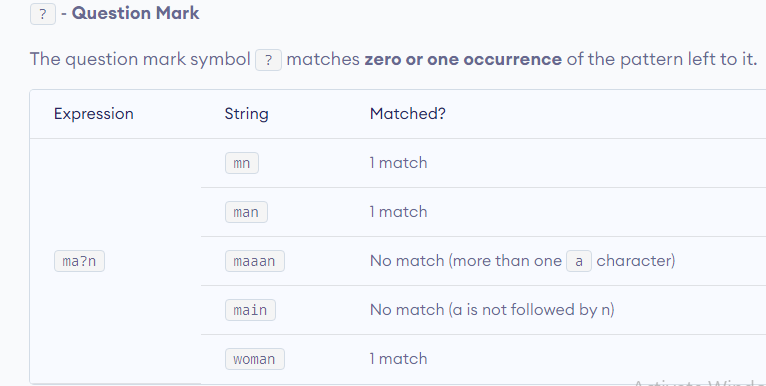 ? - Question Mark
The question mark symbol ? matches zero or one occurrence of the pattern left to it.
Expression String Matched?
mn 1 match
man 1 match
ma?n maaan No match (more than one a character)
main No match (a is not followed by n)
woman 1 match